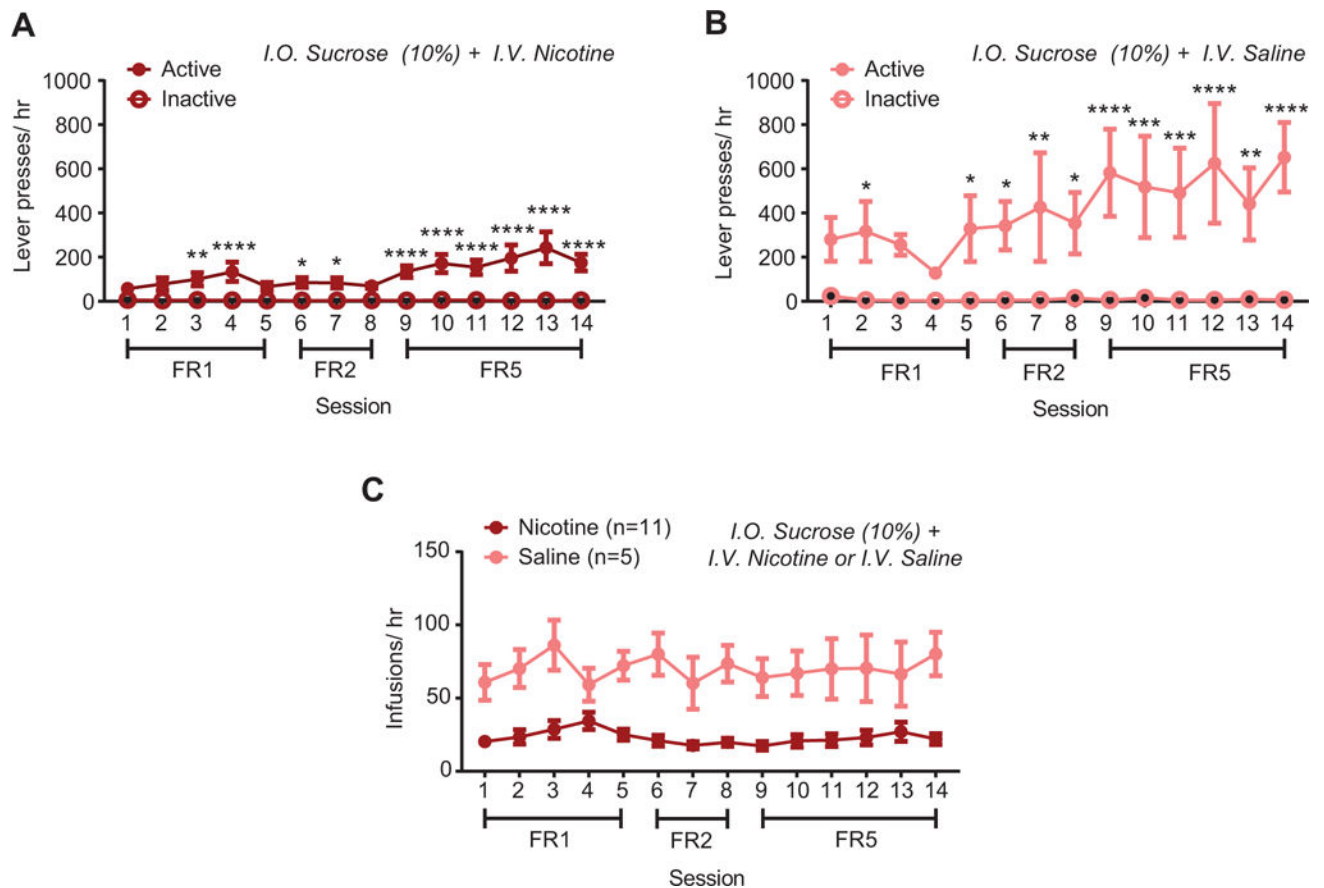 A
I.O. Sucrose (10%) + I.V. Nicotine
Active
Inactive
Lever presses/ hr
1000
800
600
400
200
0
** **** * * **** **** **** **** **** ****
1 2 3 4 5 6 7 8 9 10 11 12 13 14
FR1 FR2 FR5
Session
B
I.O. Sucrose (10%) + I.V. Saline
Active
Inactive
Lever presses/ hr
1000
800
600
400
200
0
* * * ** * **** *** *** **** ** ****
1 2 3 4 5 6 7 8 9 10 11 12 13 14
FR1 FR2 FR5
Session
C
Nicotine (n=11)
Saline (n=5)
I.O. Sucrose (10%) +
I.V. Nicotine or I.V. Saline
Infusions/ hr
150
100
50
0
1 2 3 4 5 6 7 8 9 10 11 12 13 14
FR1 FR2 FR5
Session